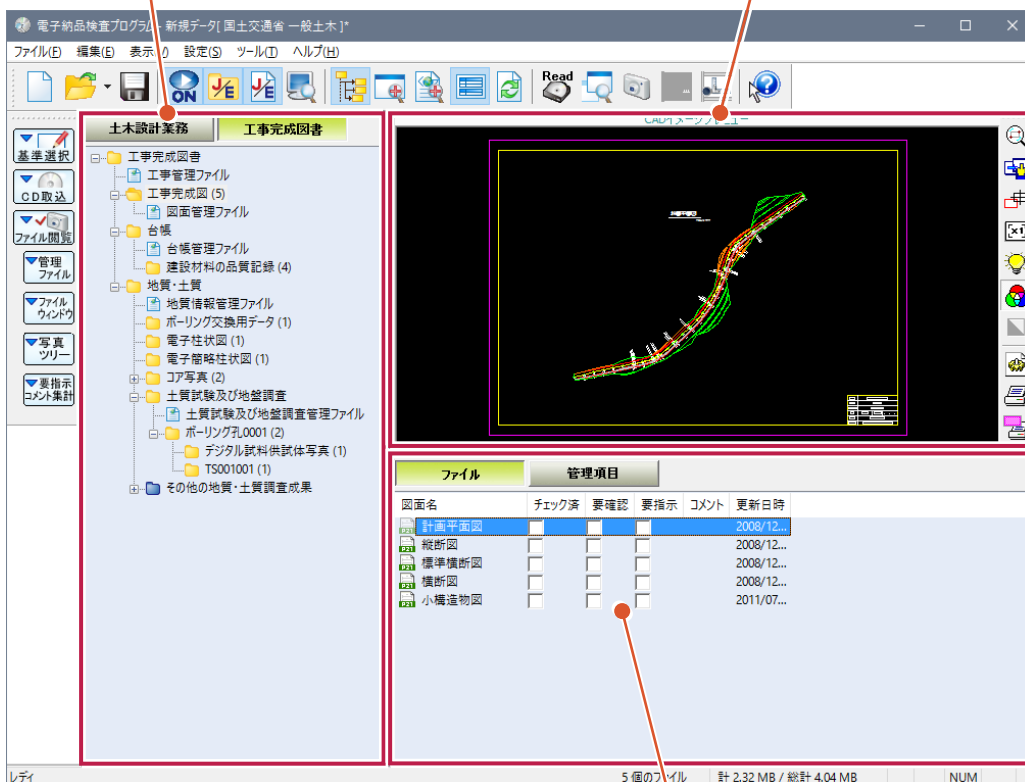 電子納品検査プログラム - 新規データ[ 国土交通省 一般土木 ]*
ファイル(F) 編集(E) 表示(V) 設定(S) ツール(T) ヘルプ(H)
ON J/E J/E Read
土木設計業務 工事完成図書
基準選択
CD取込
ファイル閲覧
管理
ファイル
ファイル
ウィンドウ
写真
ツリー
要指示
コメント集計
工事完成図書
工事管理ファイル
工事完成図 (5)
図面管理ファイル
台帳
台帳管理ファイル
建設材料の品質記録 (4)
地質・土質
地質情報管理ファイル
ボーリング交換用データ (1)
電子柱状図 (1)
電子簡略柱状図 (1)
コア写真 (2)
土質試験及び地盤調査
土質試験及び地盤調査管理ファイル
ボーリング孔0001 (2)
デジタル試料供試体写真 (1)
TS001001 (1)
その他の地質・土質調査成果
CADイメージプレビュー
ファイル 管理項目
図面名 チェック済 要確認 要指示 コメント 更新日時
P21 計画平面図 2008/12...
P21 縦断図 2008/12...
P21 標準横断図 2008/12...
P21 横断図 2008/12...
P21 小構造物図 2011/07...
レディ 5 個のファイル 計 2.32 MB / 総計 4.04 MB NUM